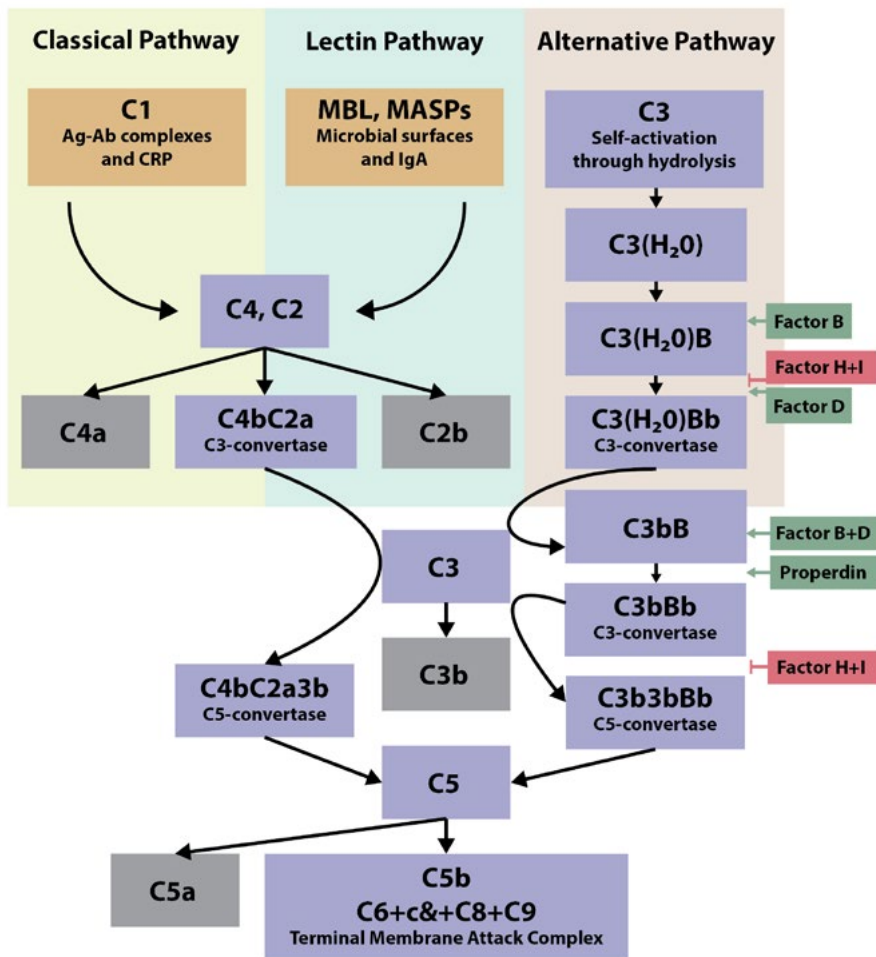 Classical Pathway
Lectin Pathway
Alternative Pathway
C1
Ag-Ab complexes
and CRP
MBL, MASPs
Microbial surfaces
and IgA
C3
Self-activation
through hydrolysis
C3(H₂0)
C4, C2
C3(H₂0)B
Factor B
Factor H+I
Factor D
C4a
C4bC2a
C3-convertase
C2b
C3(H₂0)Bb
C3-convertase
C3bB
Factor B+D
C3
Properdin
C3bBb
C3-convertase
C3b
Factor H+I
C4bC2a3b
C5-convertase
C3b3bBb
C5-convertase
C5
C5a
C5b
C6+c&+C8+C9
Terminal Membrane Attack Complex